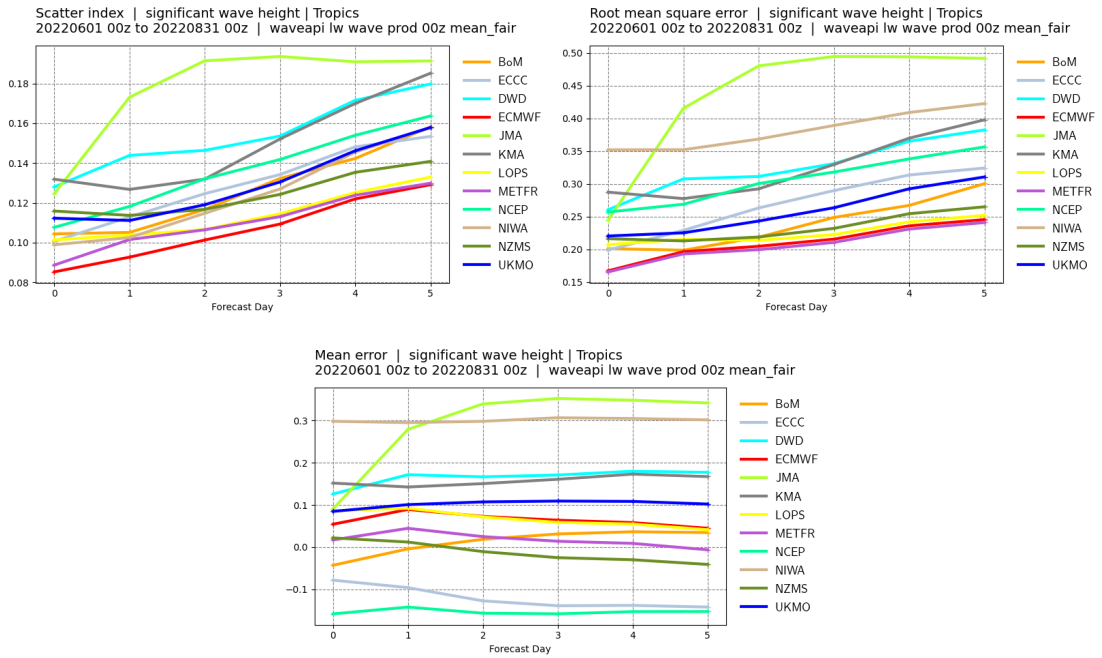 Scatter index | significant wave height | Tropics
20220601 00z to 20220831 00z | waveapi lw wave prod 00z mean_fair
0.18
0.16
0.14
0.12
0.10
0.08
0 1 2 3 4 5
Forecast Day
BoM
ECCC
DWD
ECMWF
JMA
KMA
LOPS
METFR
NCEP
NIWA
NZMS
UKMO
Root mean square error | significant wave height | Tropics
20220601 00z to 20220831 00z | waveapi lw wave prod 00z mean_fair
0.50
0.45
0.40
0.35
0.30
0.25
0.20
0.15
0 1 2 3 4 5
Forecast Day
BoM
ECCC
DWD
ECMWF
JMA
KMA
LOPS
METFR
NCEP
NIWA
NZMS
UKMO
Mean error | significant wave height | Tropics
20220601 00z to 20220831 00z | waveapi lw wave prod 00z mean_fair
0.3
0.2
0.1
0.0
−0.1
0 1 2 3 4 5
Forecast Day
BoM
ECCC
DWD
ECMWF
JMA
KMA
LOPS
METFR
NCEP
NIWA
NZMS
UKMO